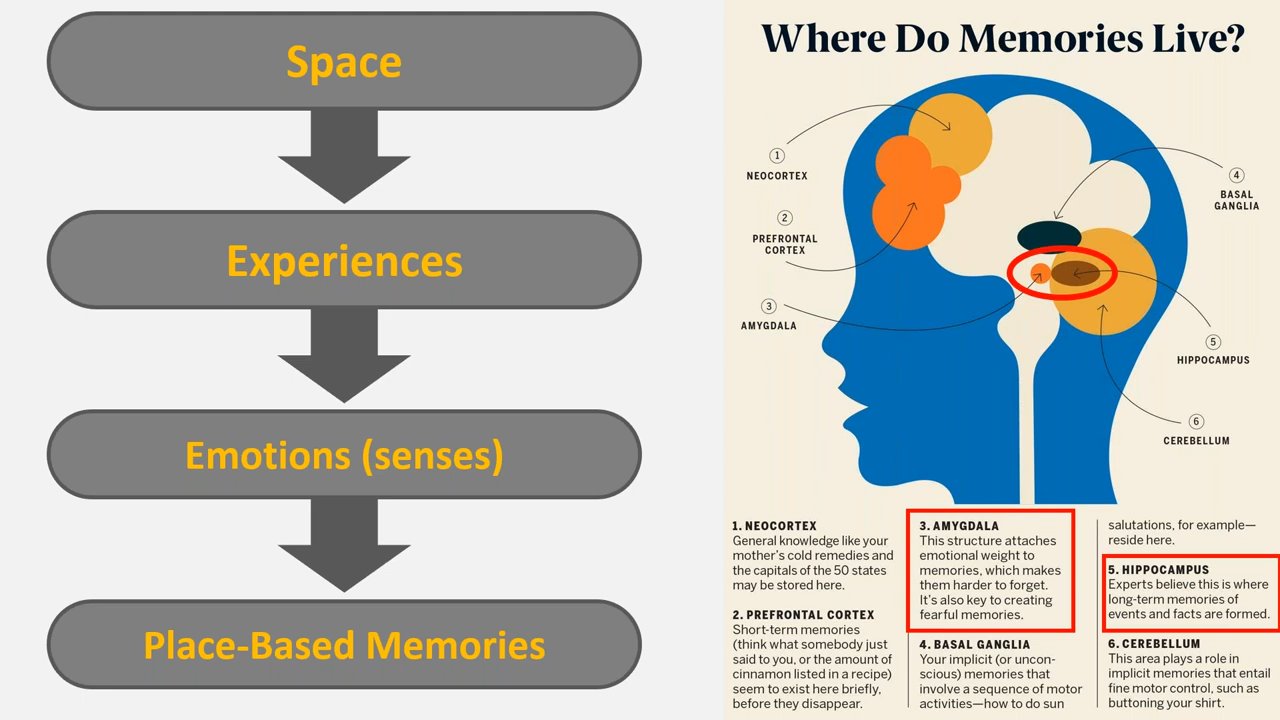 Space
Experiences
Emotions (senses)
Place-Based Memories
Where Do Memories Live?
1
NEOCORTEX
2
PREFRONTAL
CORTEX
3
AMYGDALA
4
BASAL
GANGLIA
5
HIPPOCAMPUS
6
CEREBELLUM
1. NEOCORTEX
General knowledge like your
mother's cold remedies and
the capitals of the 50 states
may be stored here.
2. PREFRONTAL CORTEX
Short-term memories
(think what somebody just
said to you, or the amount of
cinnamon listed in a recipe)
seem to exist here briefly,
before they disappear.
3. AMYGDALA
This structure attaches
emotional weight to
memories, which makes
them harder to forget.
It's also key to creating
fearful memories.
4. BASAL GANGLIA
Your implicit (or uncon-
scious) memories that
involve a sequence of motor
activities—how to do sun
salutations, for example—
reside here.
5. HIPPOCAMPUS
Experts believe this is where
long-term memories of
events and facts are formed.
6. CEREBELLUM
This area plays a role in
implicit memories that entail
fine motor control, such as
buttoning your shirt.